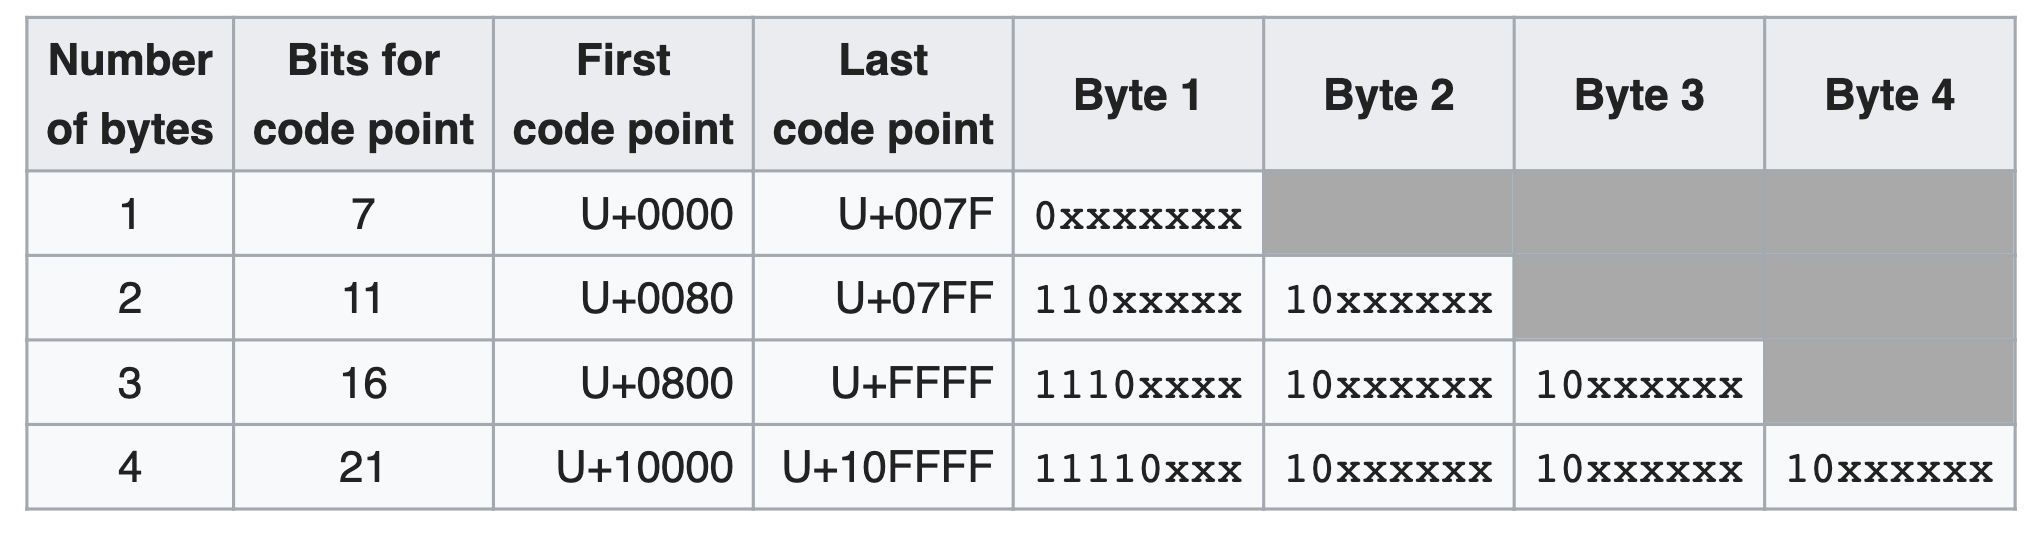 Number of bytes Bits for code point First code point Last code point Byte 1 Byte 2 Byte 3 Byte 4
1 7 U+0000 U+007F 0xxxxxxx
2 11 U+0080 U+07FF 110xxxxx 10xxxxxx
3 16 U+0800 U+FFFF 1110xxxx 10xxxxxx 10xxxxxx
4 21 U+10000 U+10FFFF 11110xxx 10xxxxxx 10xxxxxx 10xxxxxx